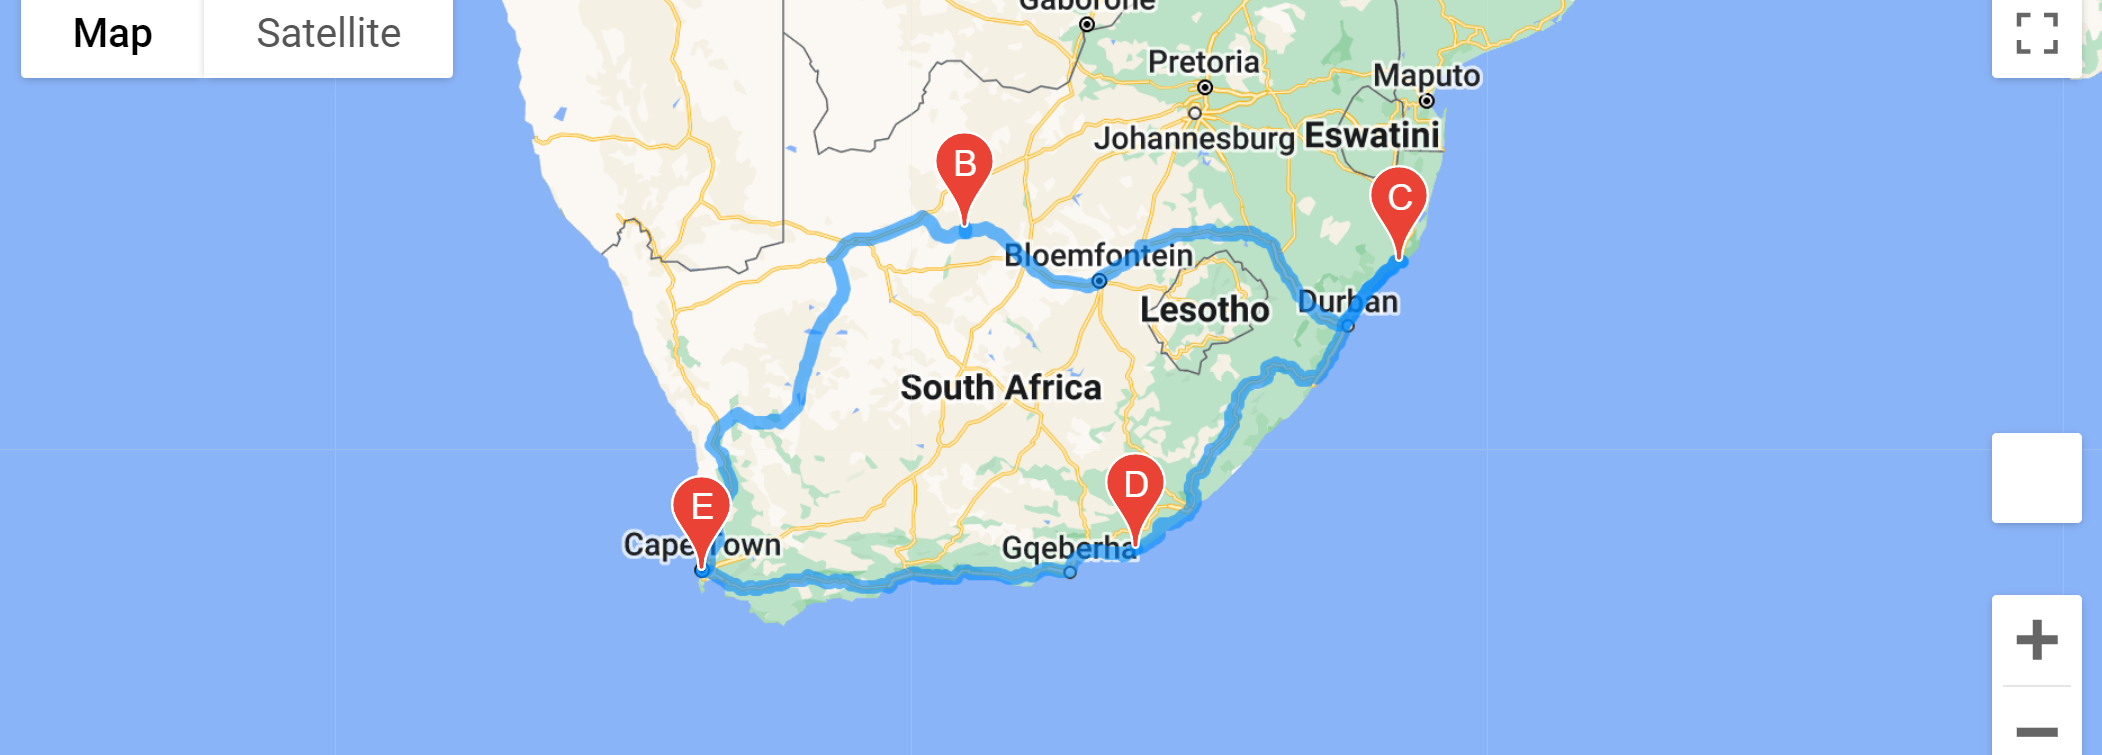 Map
Satellite
Gaborone
Pretoria
Maputo
Johannesburg
Eswatini
B
C
Bloemfontein
Lesotho
Durban
South Africa
D
E
Cape Town
Gqeberha